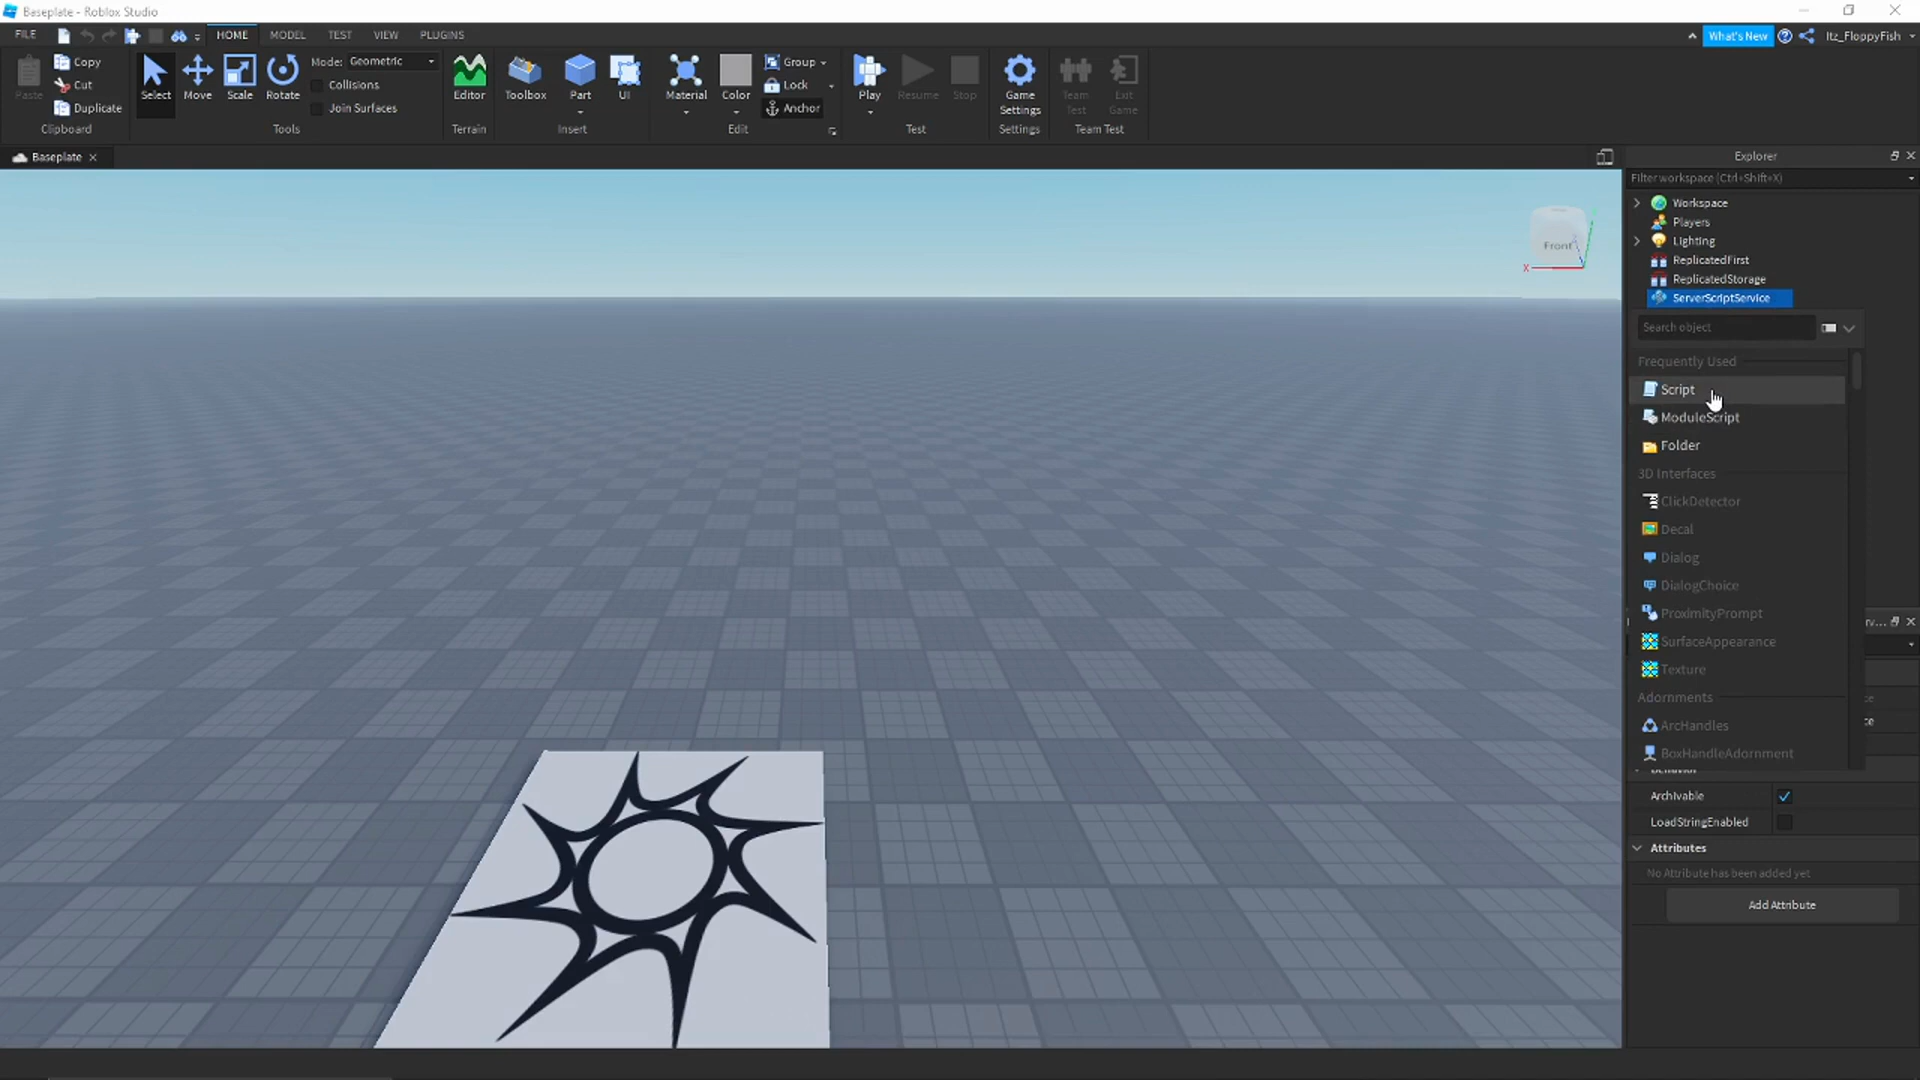 Baseplate - Roblox Studio
FILE HOME MODEL TEST VIEW PLUGINS What's New Itz_FloppyFish
Paste Copy Cut Duplicate Clipboard
Select Move Scale Rotate Mode: Geometric Collisions Join Surfaces Tools
Editor Terrain
Toolbox Part UI Insert
Material Color Group Lock Anchor Edit
Play Resume Stop Test
Game Settings Settings
Team Test Exit Game Team Test
Baseplate
Explorer
Filter workspace (Ctrl+Shift+X)
Workspace
Players
Lighting
ReplicatedFirst
ReplicatedStorage
ServerScriptService
Front
X
Search object
Frequently Used
Script
ModuleScript
Folder
3D Interfaces
ClickDetector
Decal
Dialog
DialogChoice
ProximityPrompt
SurfaceAppearance
Texture
Adornments
ArcHandles
BoxHandleAdornment
Behavior
Archivable
LoadStringEnabled
Attributes
No Attribute has been added yet
Add Attribute